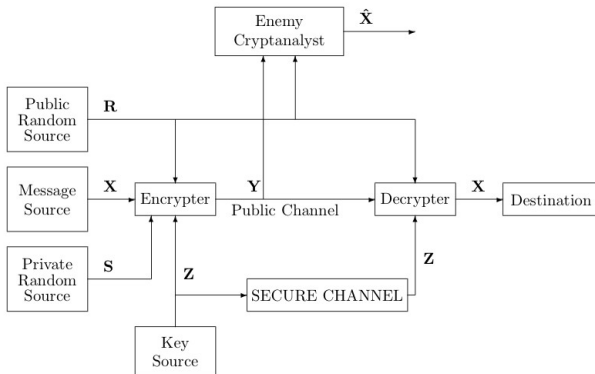 Enemy
Cryptanalyst
X̂
Public
Random
Source
R
Message
Source
X
Encrypter
Y
Public Channel
Decrypter
X
Destination
Private
Random
Source
S
Z
SECURE CHANNEL
Z
Key
Source